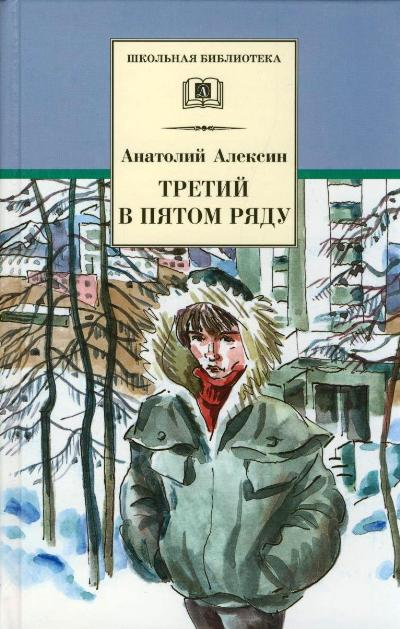 ШКОЛЬНАЯ БИБЛИОТЕКА
Д
Анатолий Алексин
ТРЕТИЙ
В ПЯТОМ РЯДУ